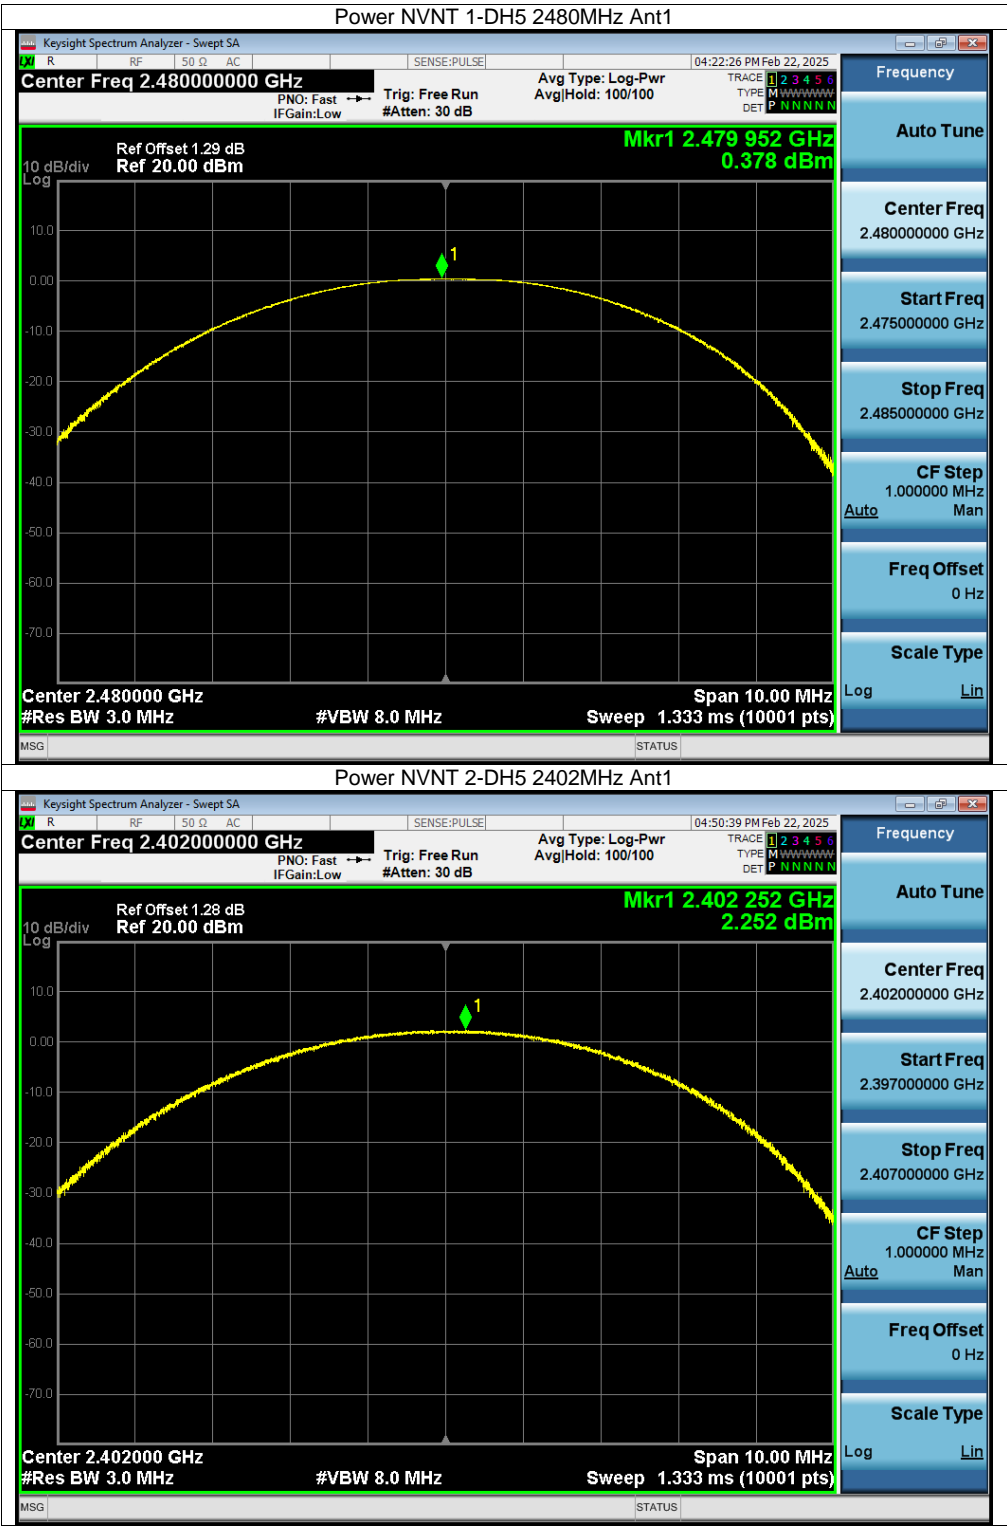 Power NVNT 1-DH5 2480MHz Ant1
Keysight Spectrum Analyzer - Swept SA
LXI R RF 50 Ω AC SENSE:PULSE 04:22:26 PM Feb 22, 2025
Center Freq 2.480000000 GHz
PNO: Fast
IFGain:Low
Trig: Free Run
#Atten: 30 dB
Avg Type: Log-Pwr
Avg|Hold: 100/100
TRACE 1 2 3 4 5 6
TYPE M WWWWW
DET P N N N N N
Frequency
Mkr1 2.479 952 GHz
0.378 dBm
Ref Offset 1.29 dB
10 dB/div Ref 20.00 dBm
Log
1
10.0
0.00
-10.0
-20.0
-30.0
-40.0
-50.0
-60.0
-70.0
Center 2.480000 GHz Span 10.00 MHz
#Res BW 3.0 MHz #VBW 8.0 MHz Sweep 1.333 ms (10001 pts)
Auto Tune
Center Freq
2.480000000 GHz
Start Freq
2.475000000 GHz
Stop Freq
2.485000000 GHz
CF Step
1.000000 MHz
Auto Man
Freq Offset
0 Hz
Scale Type
Log Lin
MSG STATUS
Power NVNT 2-DH5 2402MHz Ant1
Keysight Spectrum Analyzer - Swept SA
LXI R RF 50 Ω AC SENSE:PULSE 04:50:39 PM Feb 22, 2025
Center Freq 2.402000000 GHz
PNO: Fast
IFGain:Low
Trig: Free Run
#Atten: 30 dB
Avg Type: Log-Pwr
Avg|Hold: 100/100
TRACE 1 2 3 4 5 6
TYPE M WWWWW
DET P N N N N N
Frequency
Mkr1 2.402 252 GHz
2.252 dBm
Ref Offset 1.28 dB
10 dB/div Ref 20.00 dBm
Log
1
10.0
0.00
-10.0
-20.0
-30.0
-40.0
-50.0
-60.0
-70.0
Center 2.402000 GHz Span 10.00 MHz
#Res BW 3.0 MHz #VBW 8.0 MHz Sweep 1.333 ms (10001 pts)
Auto Tune
Center Freq
2.402000000 GHz
Start Freq
2.397000000 GHz
Stop Freq
2.407000000 GHz
CF Step
1.000000 MHz
Auto Man
Freq Offset
0 Hz
Scale Type
Log Lin
MSG STATUS